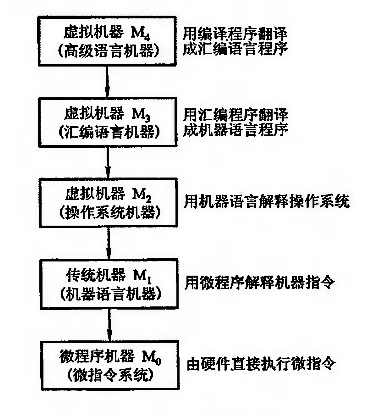 虚拟机器 M4
(高级语言机器)
用编译程序翻译
成汇编语言程序
虚拟机器 M3
(汇编语言机器)
用汇编程序翻译
成机器语言程序
虚拟机器 M2
(操作系统机器)
用机器语言解释操作系统
传统机器 M1
(机器语言机器)
用微程序解释机器指令
微程序机器 M0
(微指令系统)
由硬件直接执行微指令